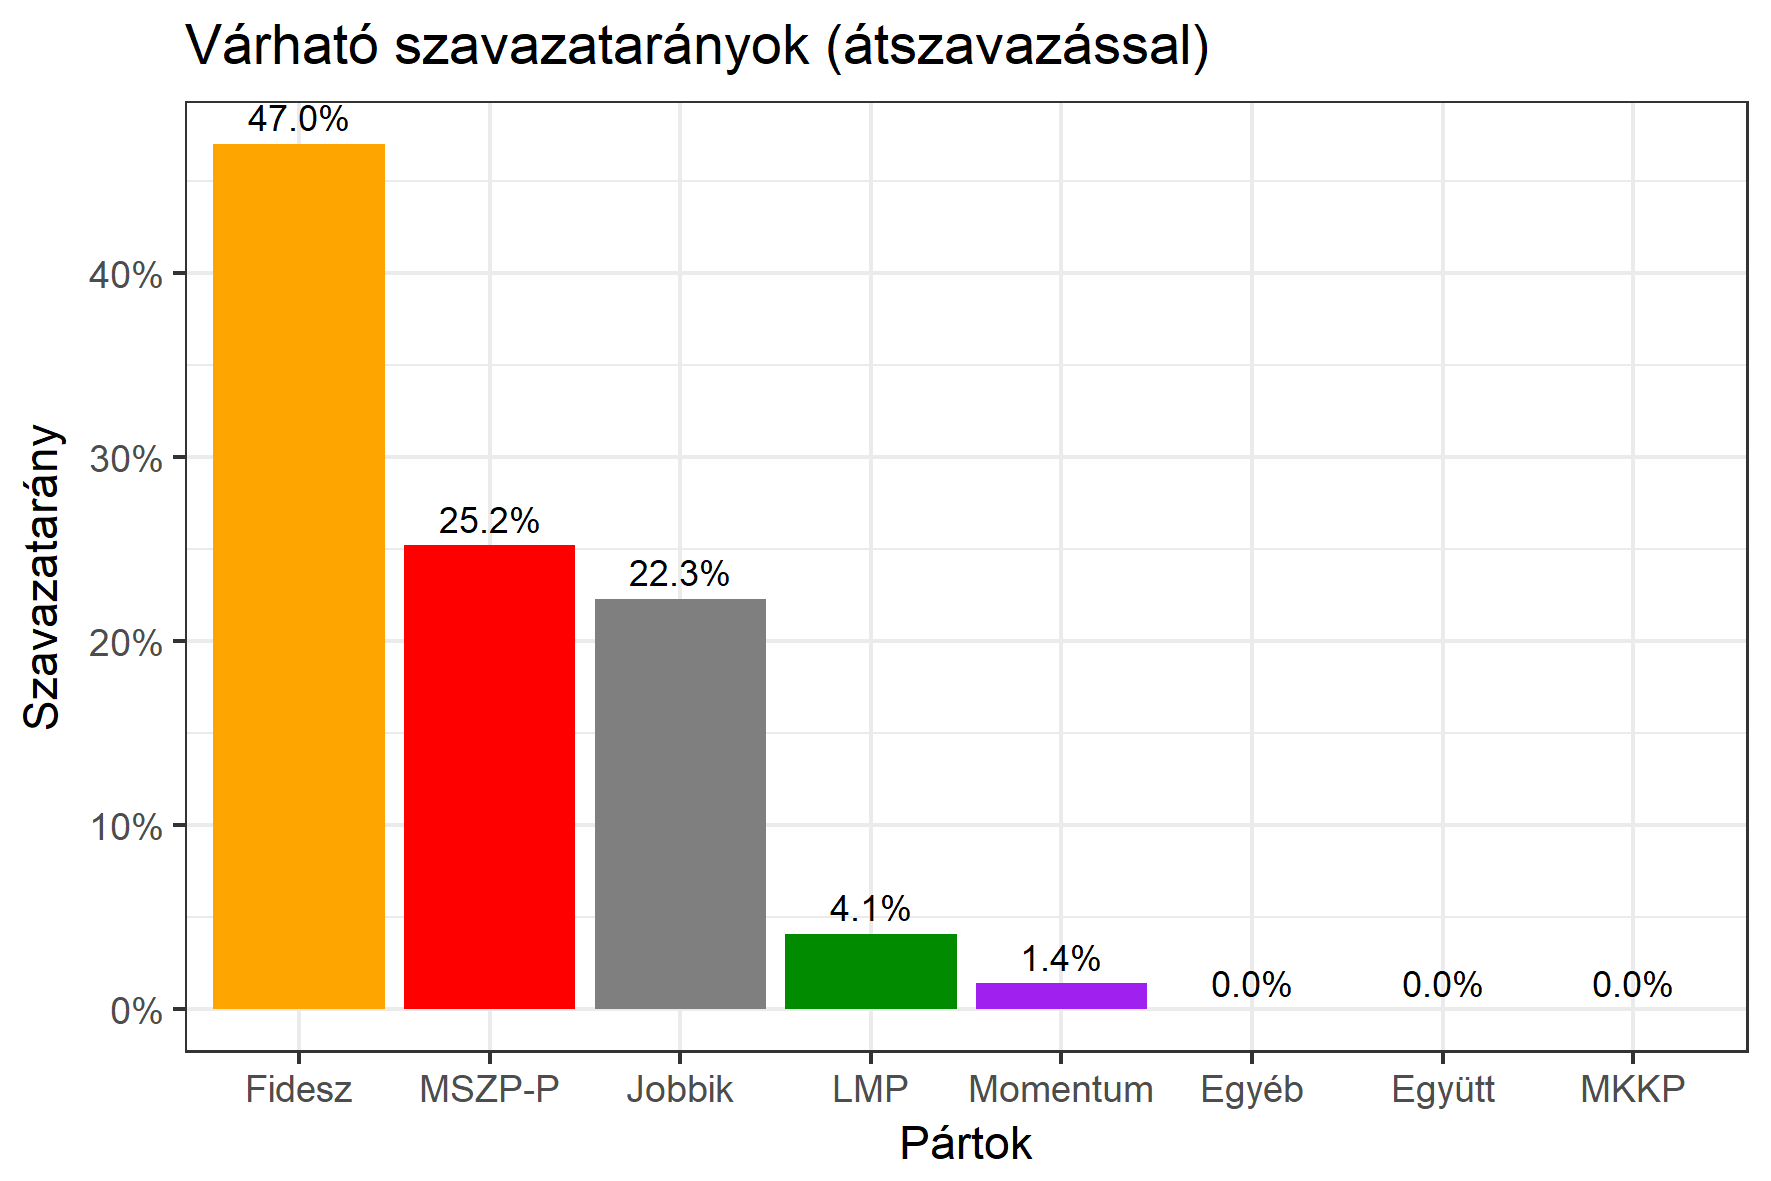 Várható szavazatarányok (átszavazással)
47.0%
25.2%
22.3%
4.1%
1.4%
0.0%
0.0%
0.0%
40%
30%
20%
10%
0%
Szavazatarány
Fidesz
MSZP-P
Jobbik
LMP
Momentum
Egyéb
Együtt
MKKP
Pártok